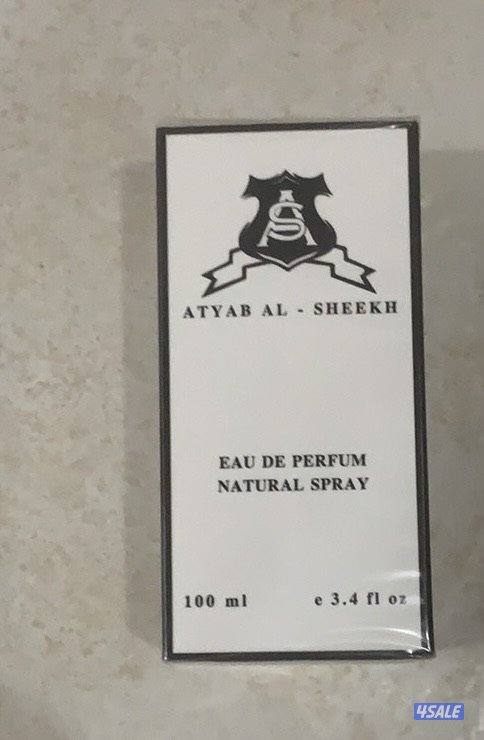 AS
ATYAB AL - SHEEKH
EAU DE PERFUM
NATURAL SPRAY
100 ml e 3.4 fl oz
4SALE